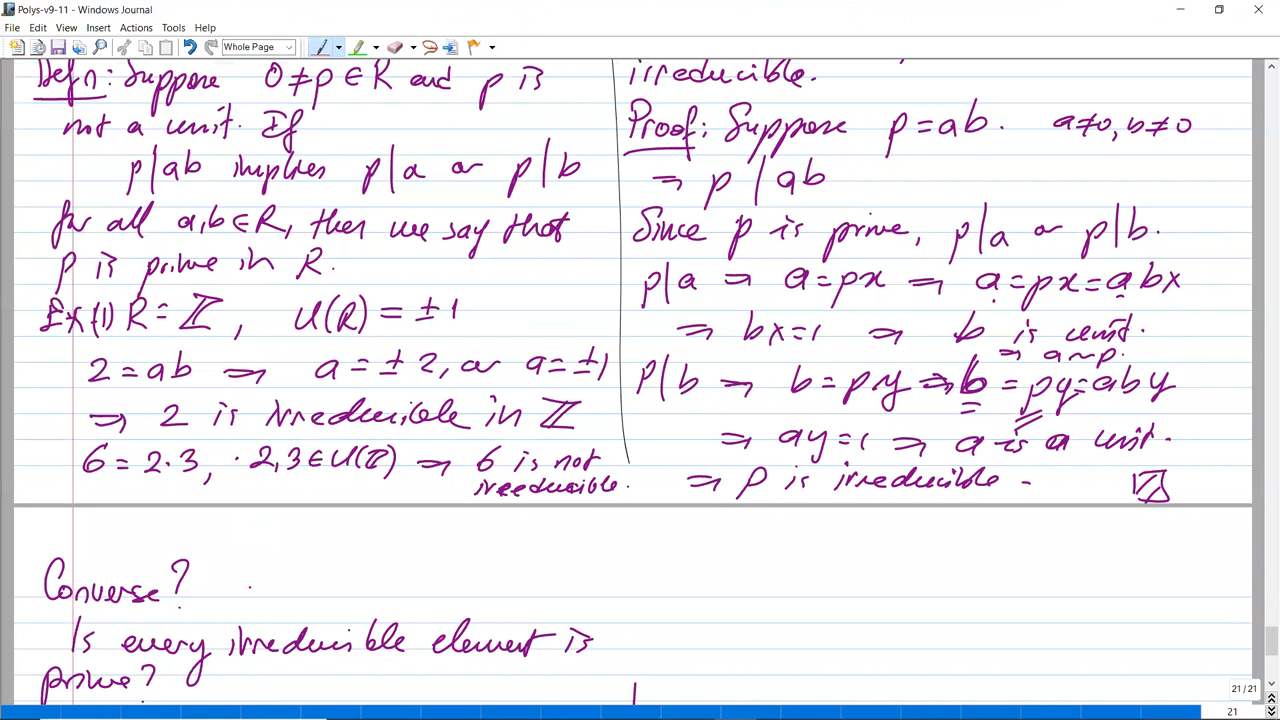 Polys-v9-11 - Windows Journal
File Edit View Insert Actions Tools Help
Whole Page
Defn: Suppose 0≠p∈R and p is
not a unit. If
p|ab implies p|a or p|b
for all a,b∈R, then we say that
p is prime in R.
Ex(1) R=ℤ, U(R)=±1
2=ab ⇒ a=±2, or a=±1
⇒ 2 is irreducible in ℤ
6=2·3, ·2,3∈U(ℤ) ⇒ 6 is not
irreducible.
irreducible.
Proof: Suppose p=ab. a≠0, b≠0
⇒ p|ab
Since p is prime, p|a or p|b.
p|a ⇒ a=px ⇒ a=px=abx
⇒ bx=1 ⇒ b is unit.
⇒ a~p.
p|b ⇒ b=py ⇒ b=py=aby
⇒ ay=1 ⇒ a is a unit.
⇒ p is irreducible.
Converse?
Is every irreducible element is
prime?
21/21
21